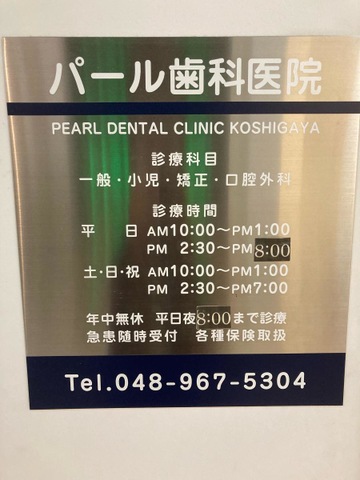 パール歯科医院
PEARL DENTAL CLINIC KOSHIGAYA
診療科目
一般・小児・矯正・口腔外科
診療時間
平　日 AM10:00〜PM1:00
PM 2:30〜PM 8:00
土・日・祝 AM10:00〜PM1:00
PM 2:30〜PM7:00
年中無休 平日夜8:00まで診療
急患随時受付 各種保険取扱
Tel.048-967-5304